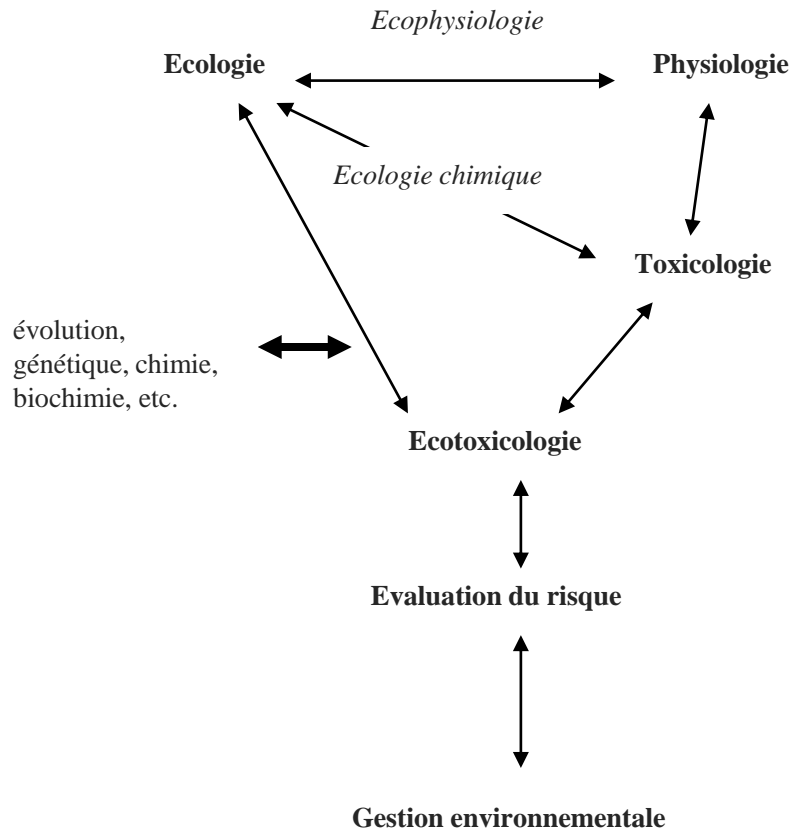 Ecophysiologie
Ecologie
Physiologie
Ecologie chimique
Toxicologie
évolution,
génétique, chimie,
biochimie, etc.
Ecotoxicologie
Evaluation du risque
Gestion environnementale